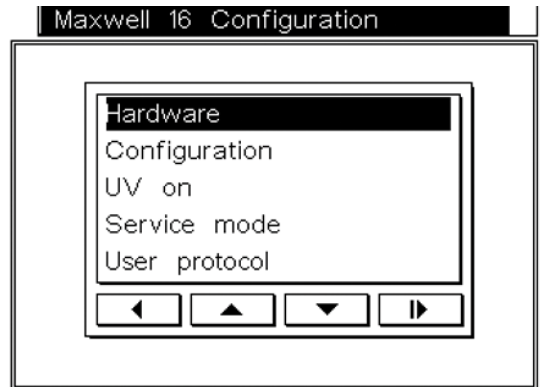 Maxwell 16 Configuration
Hardware
Configuration
UV on
Service mode
User protocol